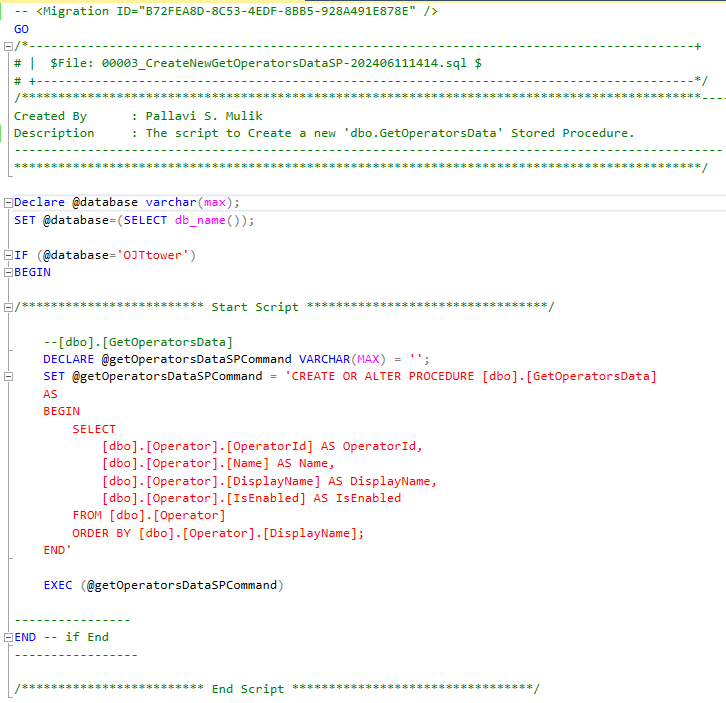 -- <Migration ID="B72FEA8D-8C53-4EDF-8BB5-928A491E878E" />
GO
/*-------------------------------------------------------------------------------------------+
# |  $File: 00003_CreateNewGetOperatorsDataSP-202406111414.sql $
# +------------------------------------------------------------------------------------------*/
/*********************************************************************************************----
Created By      : Pallavi S. Mulik
Description     : The script to Create a new 'dbo.GetOperatorsData' Stored Procedure.
-------------------------------------------------------------------------------------------------
**********************************************************************************************/
Declare @database varchar(max);
SET @database=(SELECT db_name());
IF (@database='OJTtower')
BEGIN
/************************* Start Script *********************************/
--[dbo].[GetOperatorsData]
DECLARE @getOperatorsDataSPCommand VARCHAR(MAX) = '';
SET @getOperatorsDataSPCommand = 'CREATE OR ALTER PROCEDURE [dbo].[GetOperatorsData]
AS
BEGIN
SELECT
[dbo].[Operator].[OperatorId] AS OperatorId,
[dbo].[Operator].[Name] AS Name,
[dbo].[Operator].[DisplayName] AS DisplayName,
[dbo].[Operator].[IsEnabled] AS IsEnabled
FROM [dbo].[Operator]
ORDER BY [dbo].[Operator].[DisplayName];
END'
EXEC (@getOperatorsDataSPCommand)
----------------
END -- if End
-----------------
/************************* End Script *********************************/